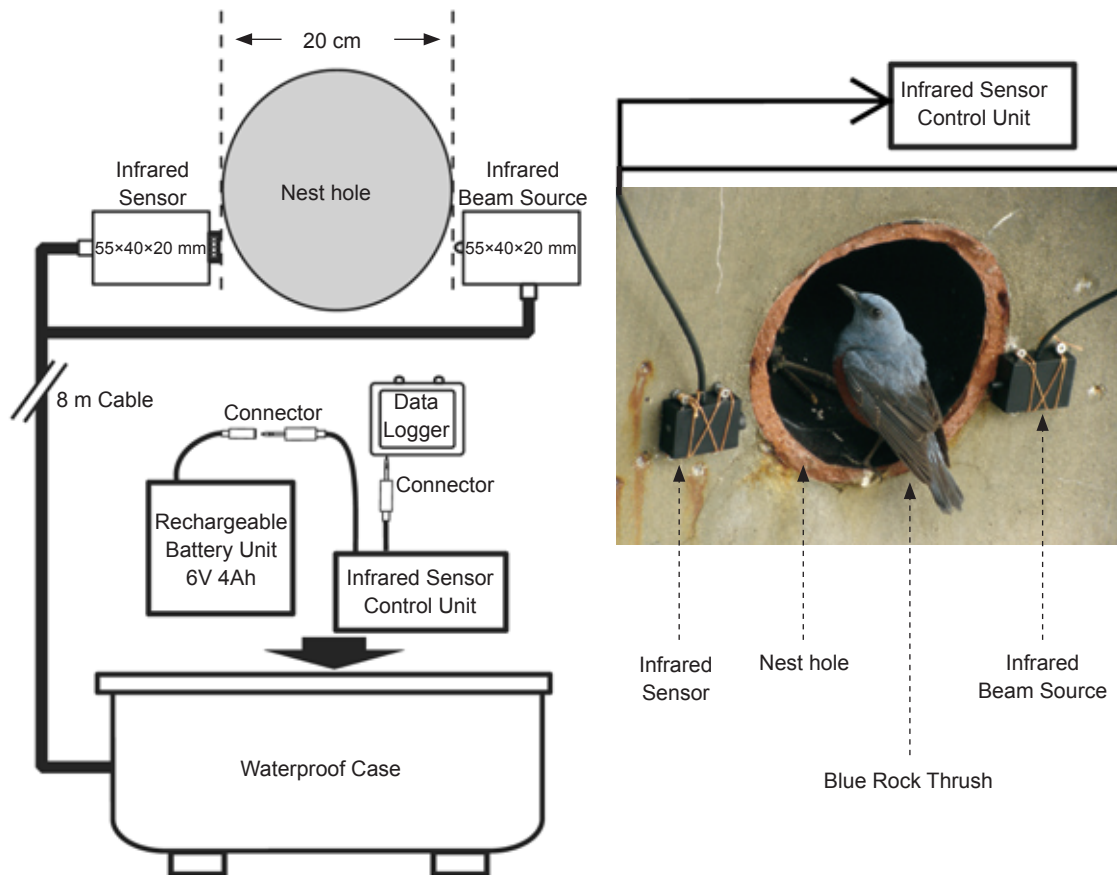 20 cm
Infrared
Sensor
Nest hole
Infrared
Beam Source
55×40×20 mm
55×40×20 mm
8 m Cable
Connector
Data
Logger
Connector
Rechargeable
Battery Unit
6V 4Ah
Infrared Sensor
Control Unit
Waterproof Case
Infrared Sensor
Control Unit
Infrared
Sensor
Nest hole
Infrared
Beam Source
Blue Rock Thrush